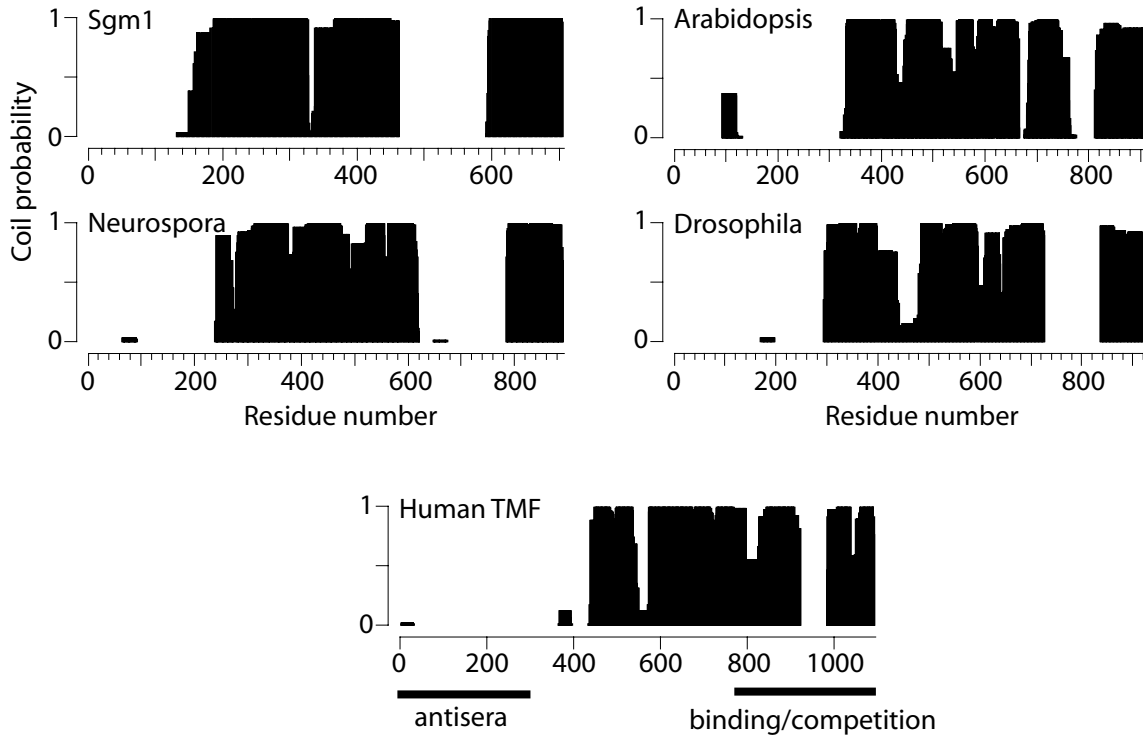 Coil probability
Sgm1
1
0
0 200 400 600
Arabidopsis
1
0
0 200 400 600 800
Neurospora
1
0
0 200 400 600 800
Residue number
Drosophila
1
0
0 200 400 600 800
Residue number
Human TMF
1
0
0 200 400 600 800 1000
antisera
binding/competition